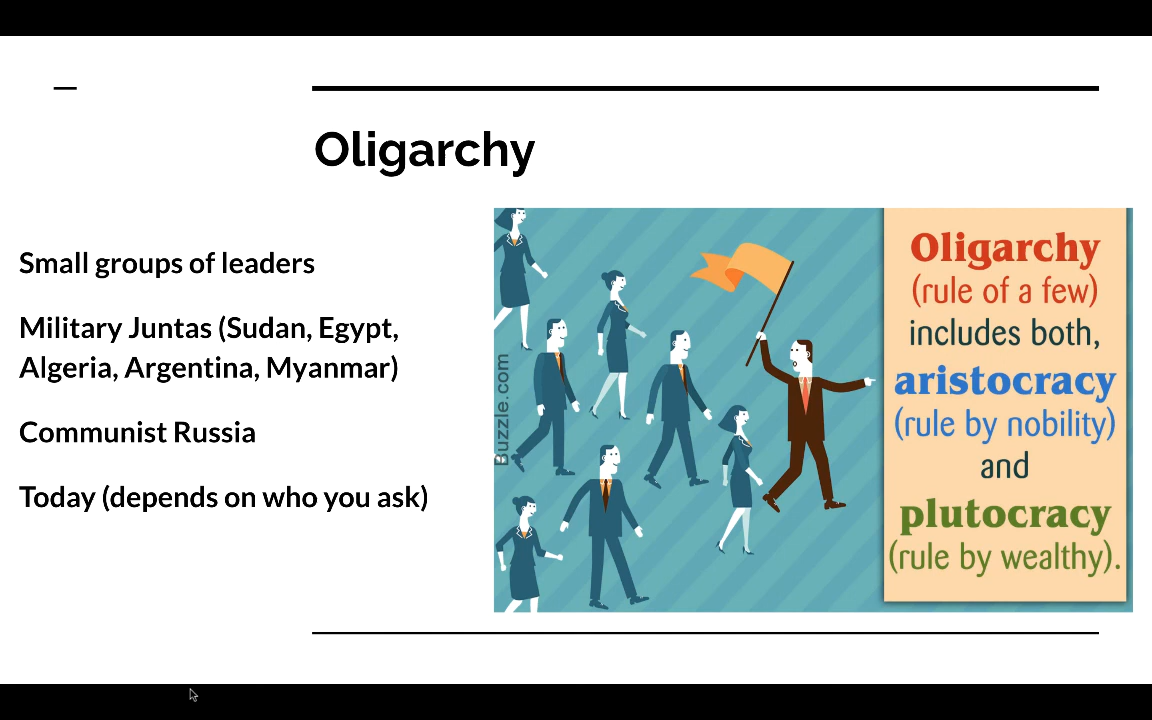 Oligarchy
Small groups of leaders
Military Juntas (Sudan, Egypt,
Algeria, Argentina, Myanmar)
Communist Russia
Today (depends on who you ask)
Buzzle.com
Oligarchy
(rule of a few)
includes both,
aristocracy
(rule by nobility)
and
plutocracy
(rule by wealthy).